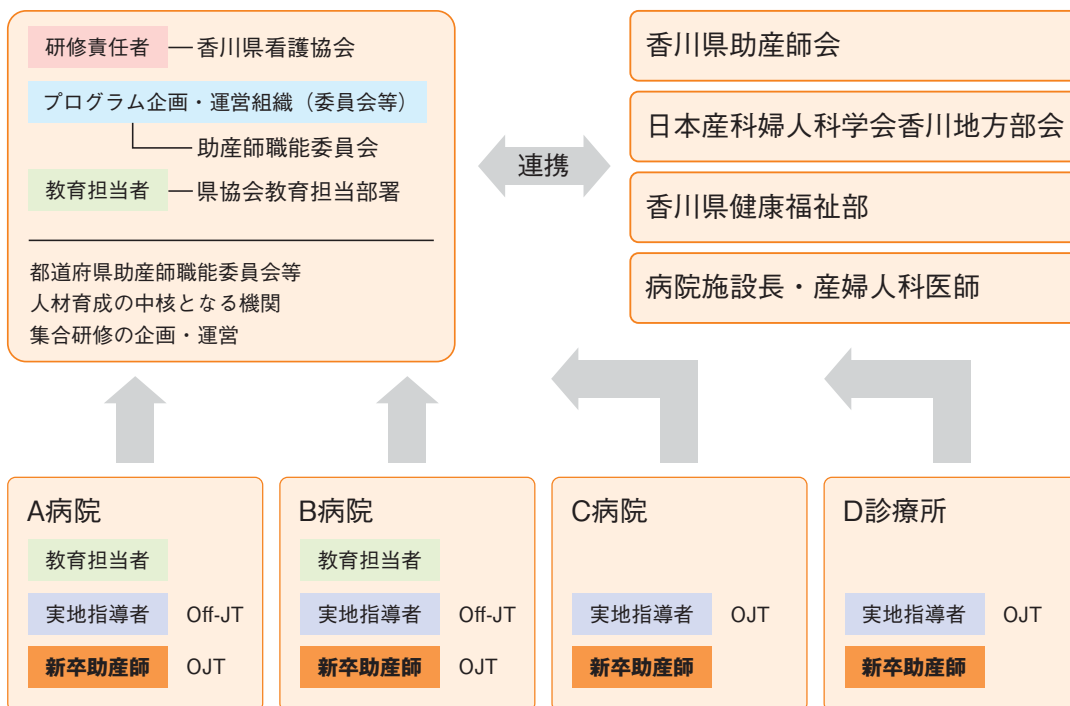 研修責任者 香川県看護協会
プログラム企画・運営組織（委員会等）
助産師職能委員会
教育担当者 県協会教育担当部署
都道府県助産師職能委員会等
人材育成の中核となる機関
集合研修の企画・運営
連携
香川県助産師会
日本産科婦人科学会香川地方部会
香川県健康福祉部
病院施設長・産婦人科医師
A病院
教育担当者
実地指導者 Off-JT
新卒助産師 OJT
B病院
教育担当者
実地指導者 Off-JT
新卒助産師 OJT
C病院
実地指導者 OJT
新卒助産師
D診療所
実地指導者 OJT
新卒助産師